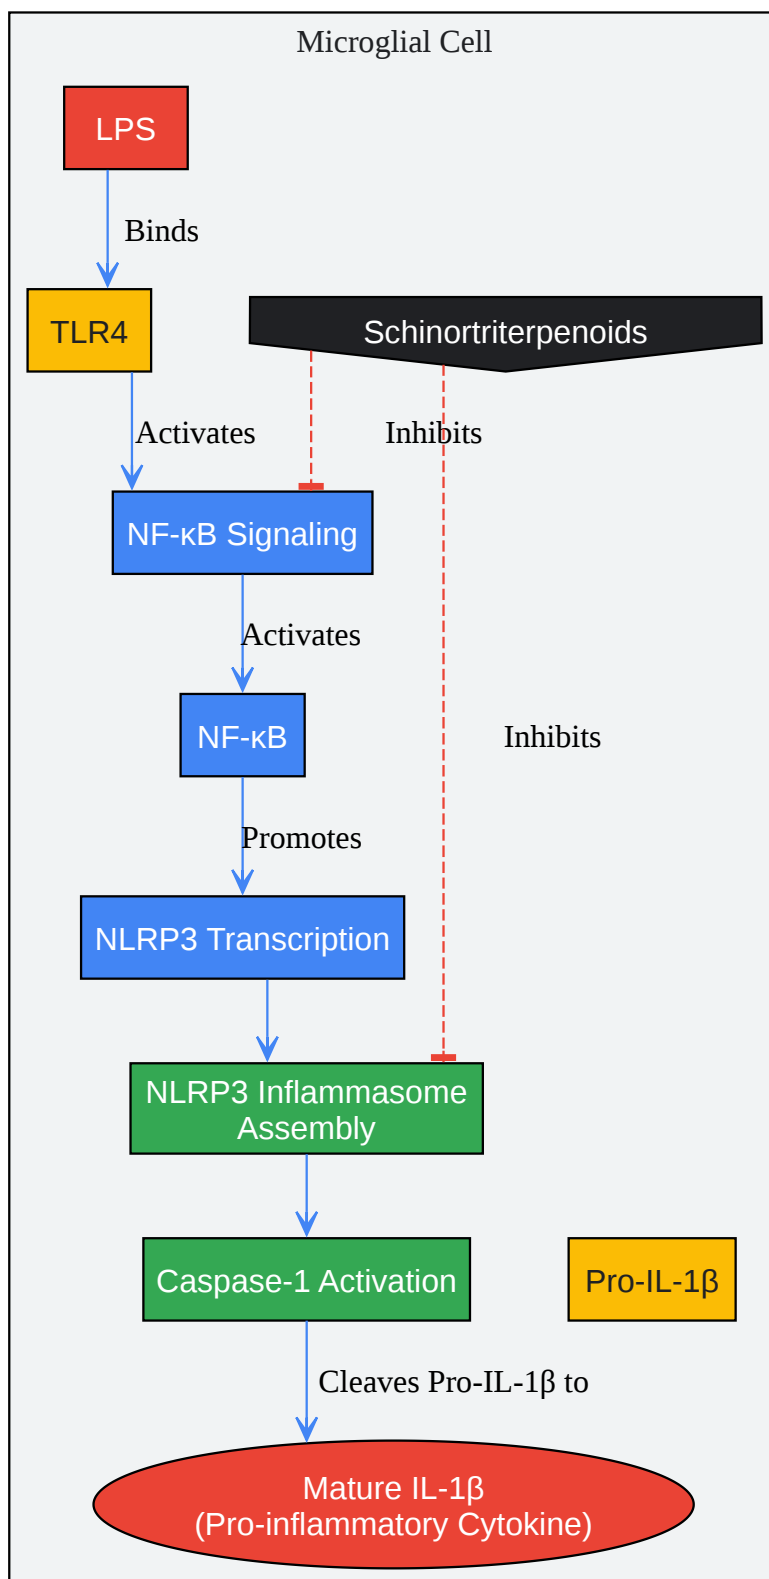 Microglial Cell
LPS
Binds
TLR4
Schinortriterpenoids
Activates
Inhibits
NF-κB Signaling
Activates
NF-κB
Inhibits
Promotes
NLRP3 Transcription
NLRP3 Inflammasome
Assembly
Caspase-1 Activation
Pro-IL-1β
Cleaves Pro-IL-1β to
Mature IL-1β
(Pro-inflammatory Cytokine)